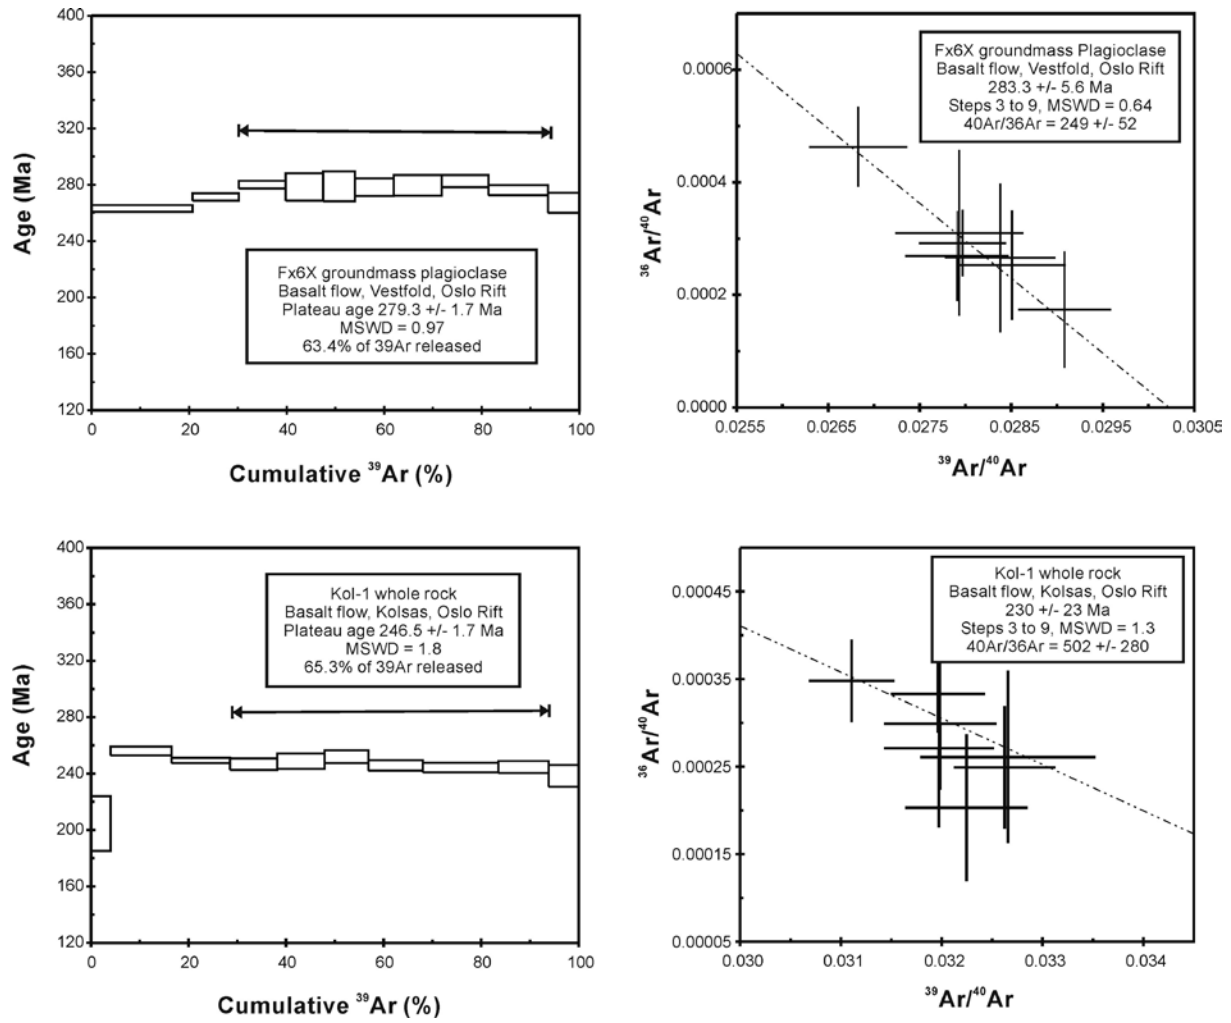 400
360
320
280
240
200
160
120
Age (Ma)
0
20
40
60
80
100
Cumulative ³⁹Ar (%)
Fx6X groundmass plagioclase
Basalt flow, Vestfold, Oslo Rift
Plateau age 279.3 +/- 1.7 Ma
MSWD = 0.97
63.4% of 39Ar released
0.0006
0.0004
0.0002
0.0000
³⁶Ar/⁴⁰Ar
0.0255
0.0265
0.0275
0.0285
0.0295
0.0305
³⁹Ar/⁴⁰Ar
Fx6X groundmass Plagioclase
Basalt flow, Vestfold, Oslo Rift
283.3 +/- 5.6 Ma
Steps 3 to 9, MSWD = 0.64
40Ar/36Ar = 249 +/- 52
400
360
320
280
240
200
160
120
Age (Ma)
0
20
40
60
80
100
Cumulative ³⁹Ar (%)
Kol-1 whole rock
Basalt flow, Kolsas, Oslo Rift
Plateau age 246.5 +/- 1.7 Ma
MSWD = 1.8
65.3% of 39Ar released
0.00045
0.00035
0.00025
0.00015
0.00005
³⁶Ar/⁴⁰Ar
0.030
0.031
0.032
0.033
0.034
³⁹Ar/⁴⁰Ar
Kol-1 whole rock
Basalt flow, Kolsas, Oslo Rift
230 +/- 23 Ma
Steps 3 to 9, MSWD = 1.3
40Ar/36Ar = 502 +/- 280